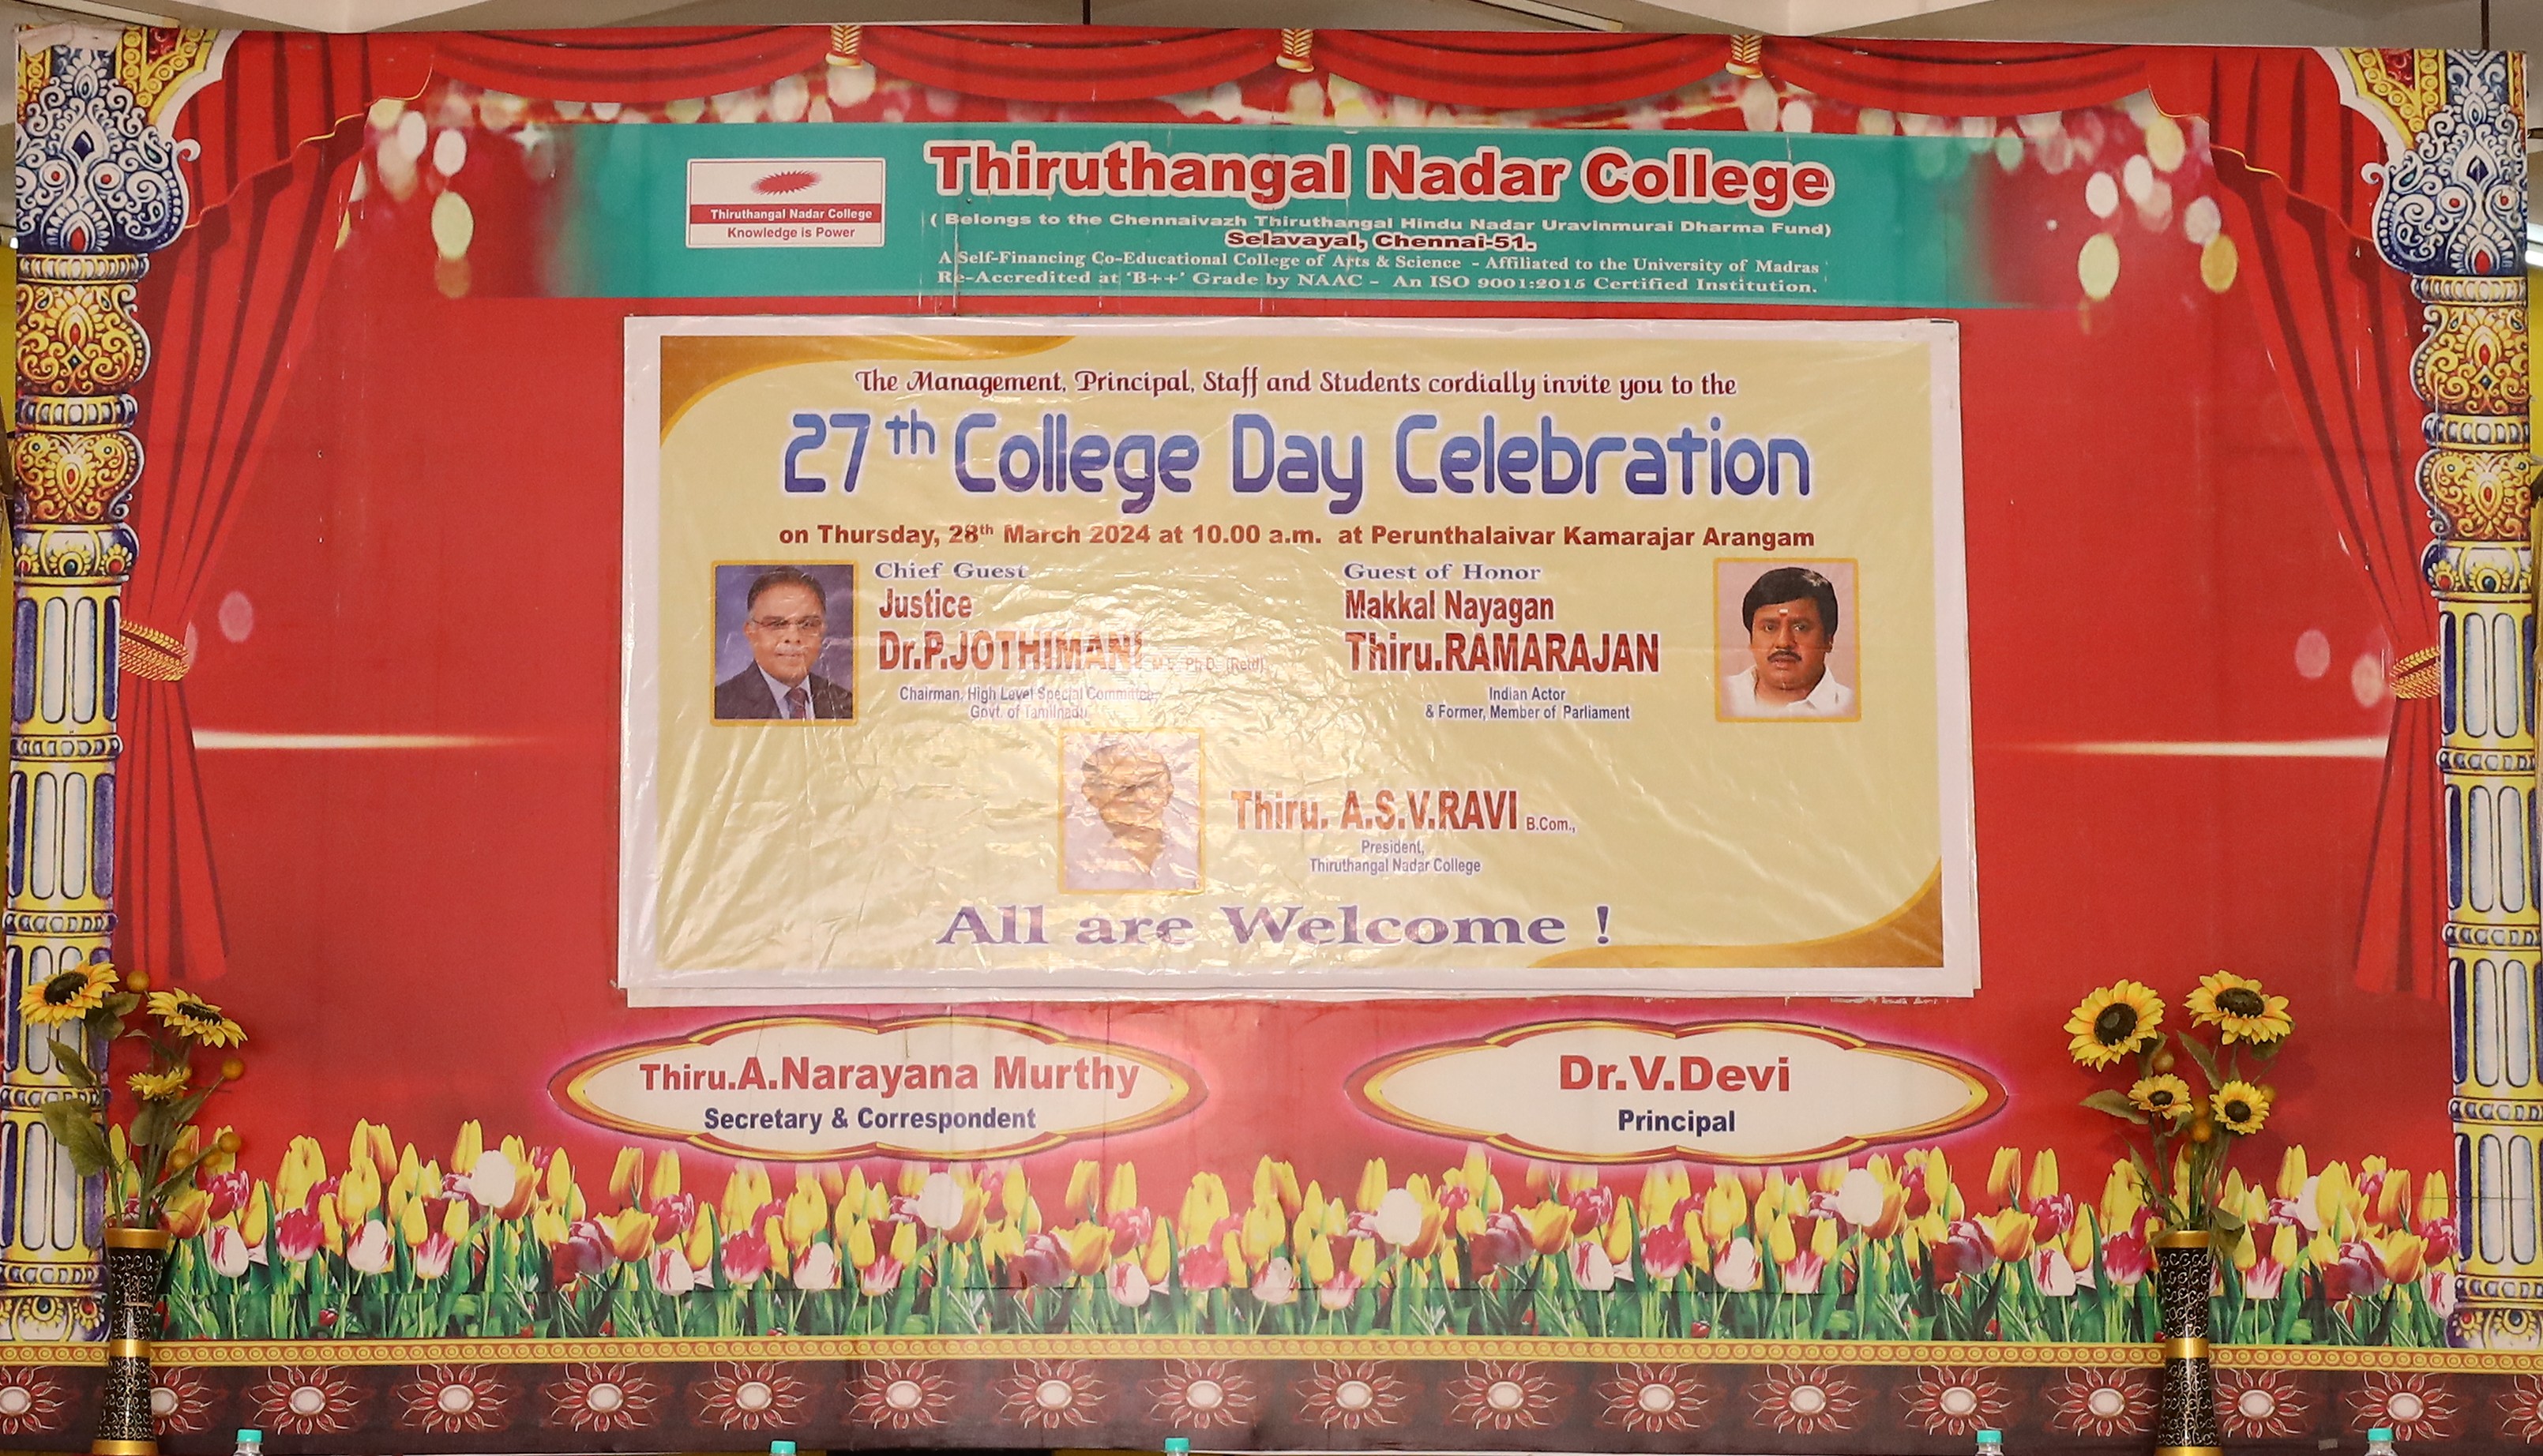 Thiruthangal Nadar College
Knowledge is Power
Thiruthangal Nadar College
( Belongs to the Chennaivazh Thiruthangal Hindu Nadar Uravinmurai Dharma Fund)
Selavayal, Chennai-51.
A Self-Financing Co-Educational College of Arts & Science - Affiliated to the University of Madras
Re-Accredited at 'B++' Grade by NAAC - An ISO 9001:2015 Certified Institution.
The Management, Principal, Staff and Students cordially invite you to the
27th College Day Celebration
on Thursday, 28th March 2024 at 10.00 a.m. at Perunthalaivar Kamarajar Arangam
Chief Guest
Justice
Dr.P.JOTHIMANI Ph.D. (Retd)
Chairman, High Level Special Committee,
Govt. of Tamilnadu
Guest of Honor
Makkal Nayagan
Thiru.RAMARAJAN
Indian Actor
& Former, Member of Parliament
Thiru. A.S.V.RAVI B.Com.,
President,
Thiruthangal Nadar College
All are Welcome !
Thiru.A.Narayana Murthy
Secretary & Correspondent
Dr.V.Devi
Principal